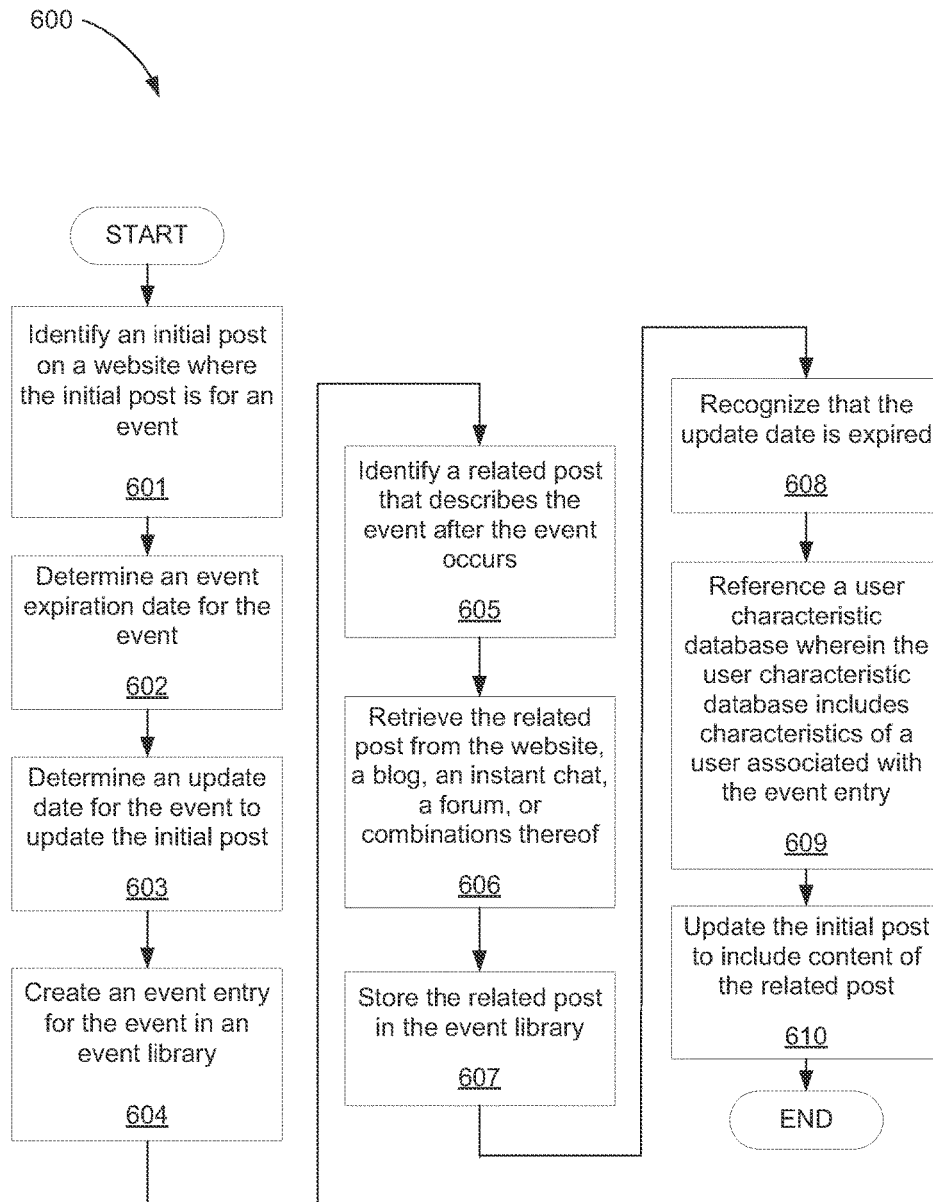 600
START
Identify an initial post
on a website where
the initial post is for an
event
601
Determine an event
expiration date for the
event
602
Determine an update
date for the event to
update the initial post
603
Create an event entry
for the event in an
event library
604
Identify a related post
that describes the
event after the event
occurs
605
Retrieve the related
post from the website,
a blog, an instant chat,
a forum, or
combinations thereof
606
Store the related post
in the event library
607
Recognize that the
update date is expired
608
Reference a user
characteristic
database wherein the
user characteristic
database includes
characteristics of a
user associated with
the event entry
609
Update the initial post
to include content of
the related post
610
END